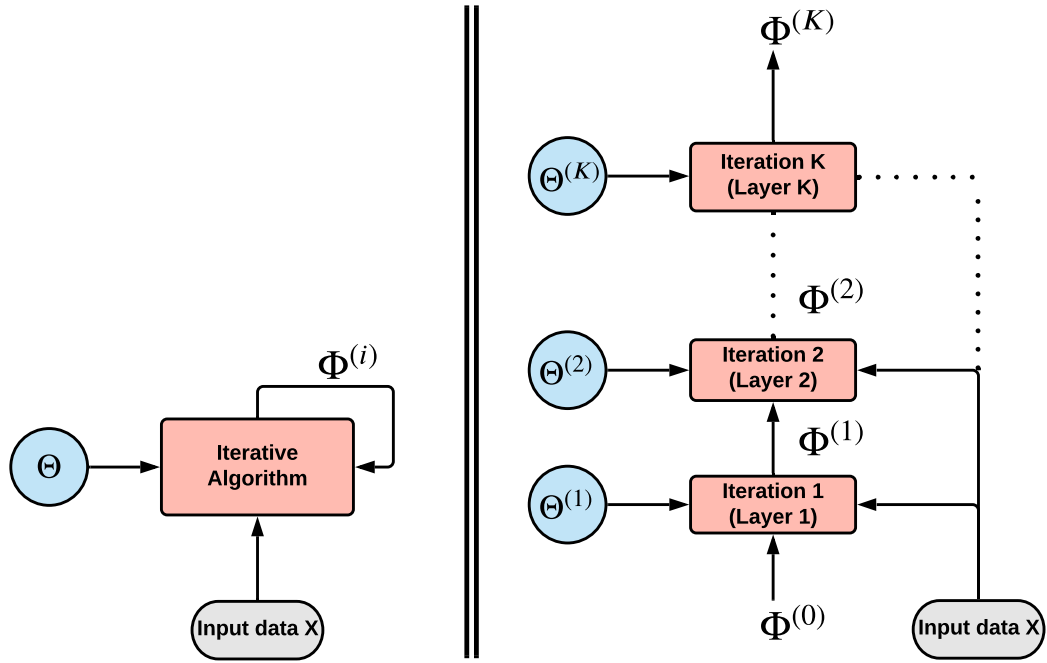 Φ^(i)
Θ
Iterative
Algorithm
Input data X
Φ^(K)
Θ^(K)
Iteration K
(Layer K)
Φ^(2)
Θ^(2)
Iteration 2
(Layer 2)
Φ^(1)
Θ^(1)
Iteration 1
(Layer 1)
Φ^(0)
Input data X